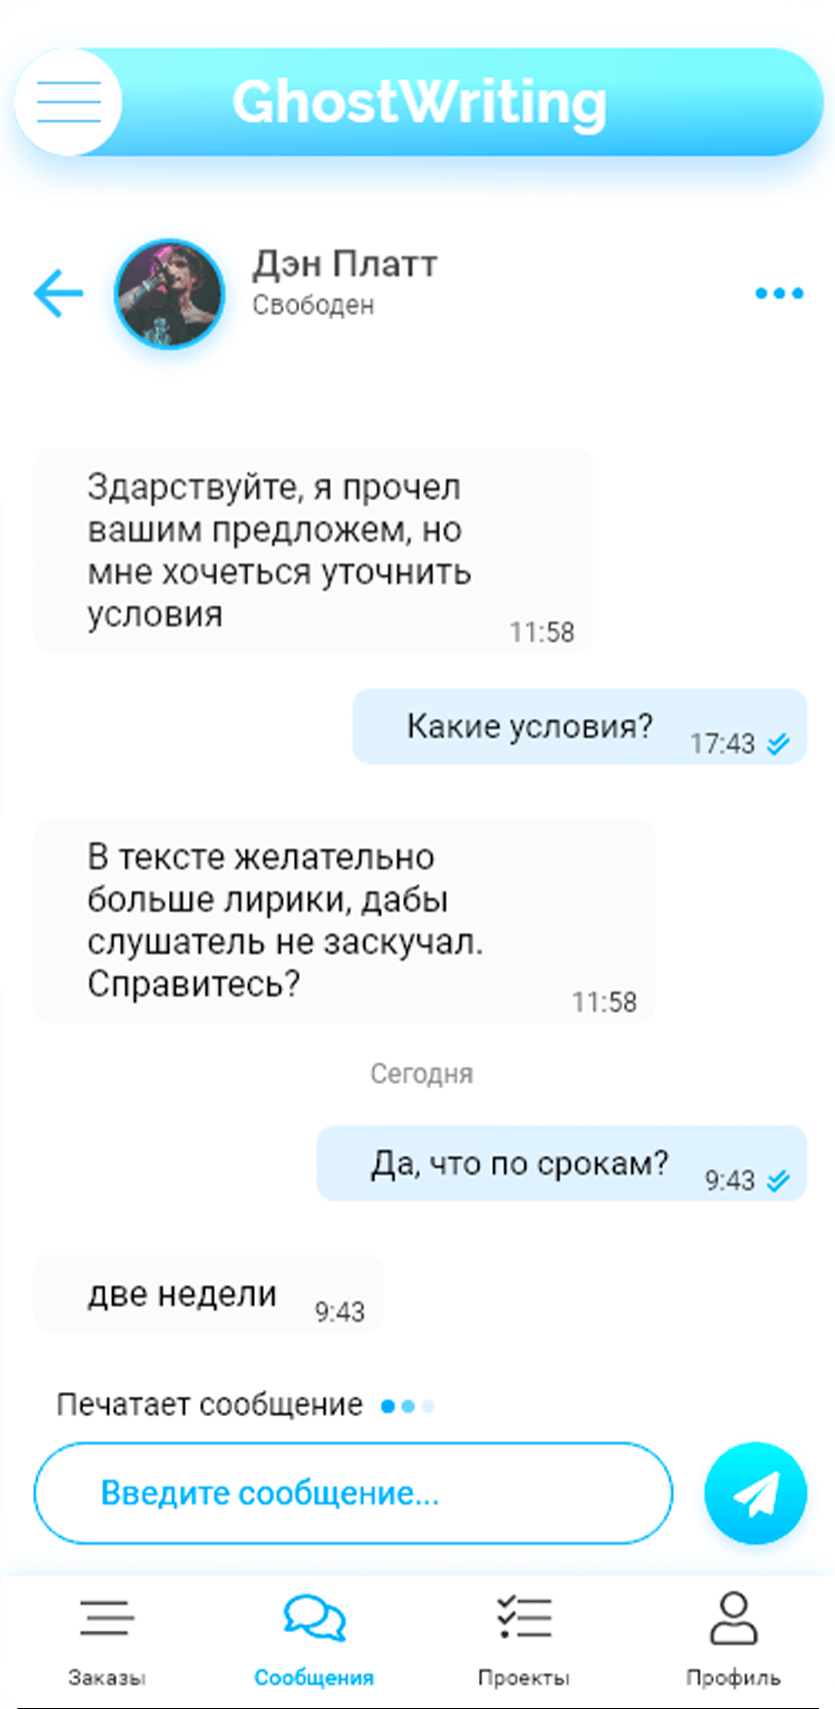 GhostWriting
Дэн Платт
Свободен
Здарствуйте, я прочел
вашим предложем, но
мне хочеться уточнить
условия
11:58
Какие условия?
17:43
В тексте желательно
больше лирики, дабы
слушатель не заскучал.
Справитесь?
11:58
Сегодня
Да, что по срокам?
9:43
две недели
9:43
Печатает сообщение
Введите сообщение...
Заказы
Сообщения
Проекты
Профиль